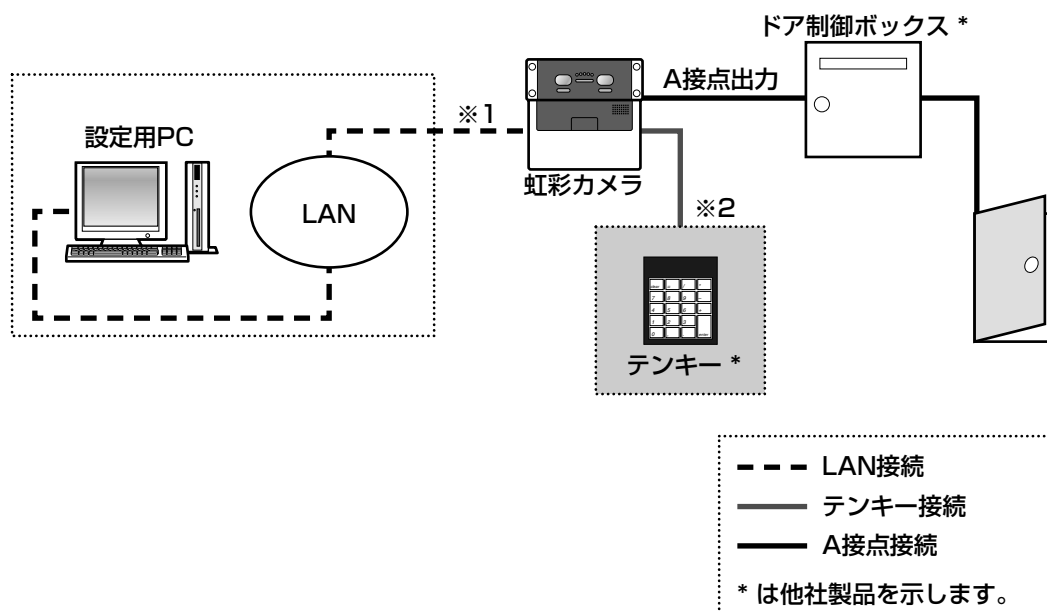 ドア制御ボックス *
A接点出力
※1
設定用PC
虹彩カメラ
LAN
※2
テンキー *
LAN接続
テンキー接続
A接点接続
* は他社製品を示します。